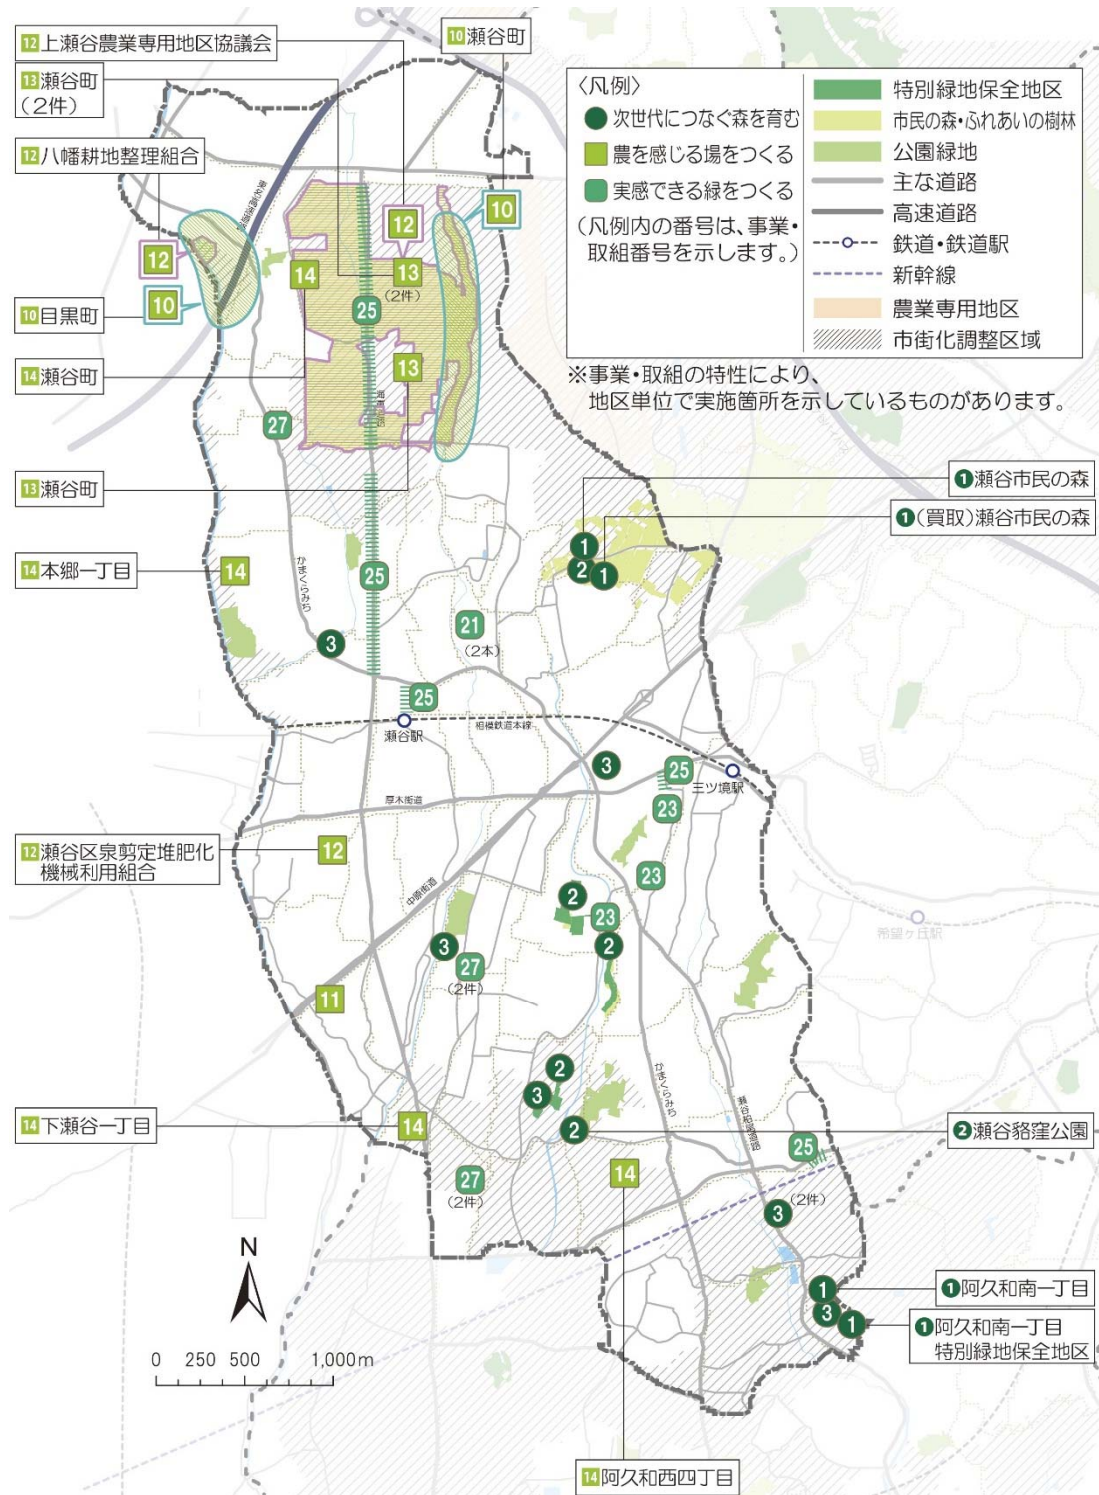 12上瀬谷農業専用地区協議会
10瀬谷町
13瀬谷町
(2件)
12八幡耕地整理組合
〈凡例〉
次世代につなぐ森を育む
農を感じる場をつくる
実感できる緑をつくる
(凡例内の番号は、事業・
取組番号を示します。)
特別緑地保全地区
市民の森・ふれあいの樹林
公園緑地
主な道路
高速道路
鉄道・鉄道駅
新幹線
農業専用地区
市街化調整区域
※事業・取組の特性により、
地区単位で実施箇所を示しているものがあります。
12
10
12
14
13
(2件)
10
25
10目黒町
14瀬谷町
13
海軍道路
27
13瀬谷町
1瀬谷市民の森
1(買取)瀬谷市民の森
1
2
1
14本郷一丁目
14
25
かまくらみち
21
(2本)
3
25
瀬谷駅
相模鉄道本線
3
25
三ツ境駅
23
厚木街道
12瀬谷区泉剪定堆肥化
機械利用組合
12
中原街道
23
2
23
希望ヶ丘駅
3
2
27
(2件)
11
2
3
かまくらみち
14下瀬谷一丁目
14
2
2瀬谷貉窪公園
25
27
(2件)
14
3
(2件)
N
1
1阿久和南一丁目
3
1
1阿久和南一丁目
特別緑地保全地区
0 250 500 1,000m
14阿久和西四丁目